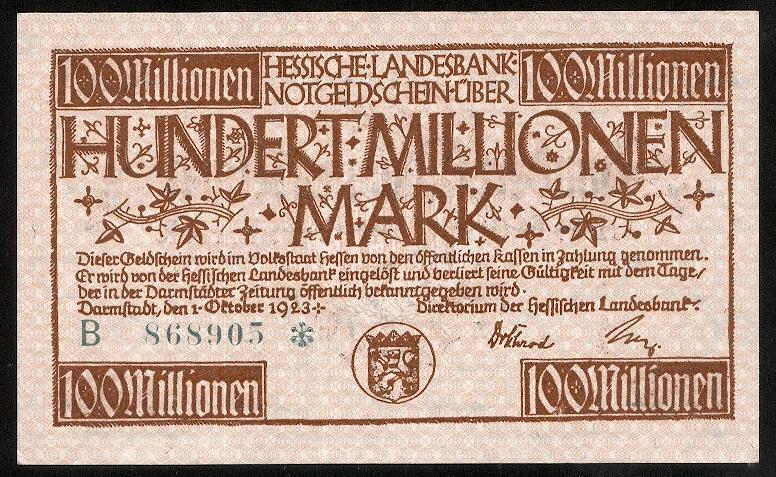 100 Millionen
HESSISCHE·LANDESBANK·
NOTGELDSCHEIN·ÜBER
100 Millionen
HUNDERT·MILLIONEN
MARK
Dieser Geldschein wird im Volksstaat Hessen von den öffentlichen Kassen in Zahlung genommen.
Er wird von der Hessischen Landesbank eingelöst und verliert seine Gültigkeit mit dem Tage,
der in der Darmstädter Zeitung öffentlich bekanntgegeben wird.
Darmstadt, den 1·Oktober 1923·
Direktorium der Hessischen Landesbank·
B 868905 *
100 Millionen
100 Millionen